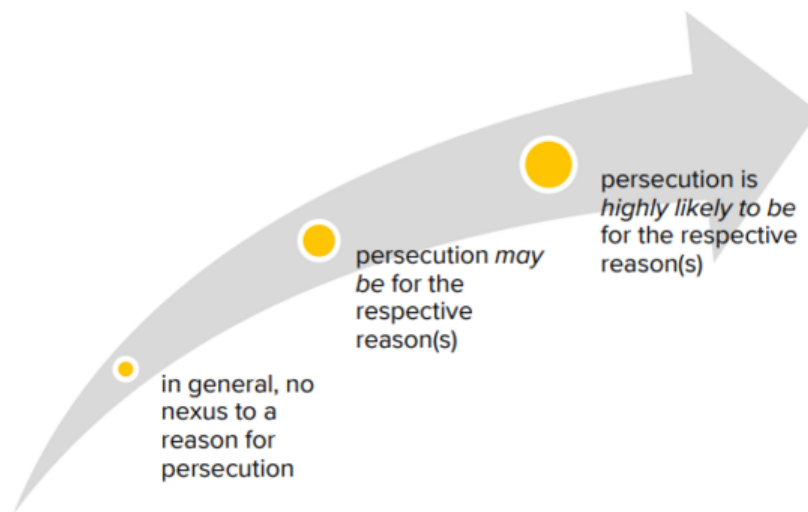 persecution is
highly likely to be
for the respective
reason(s)
persecution may
be for the
respective
reason(s)
in general, no
nexus to a
reason for
persecution